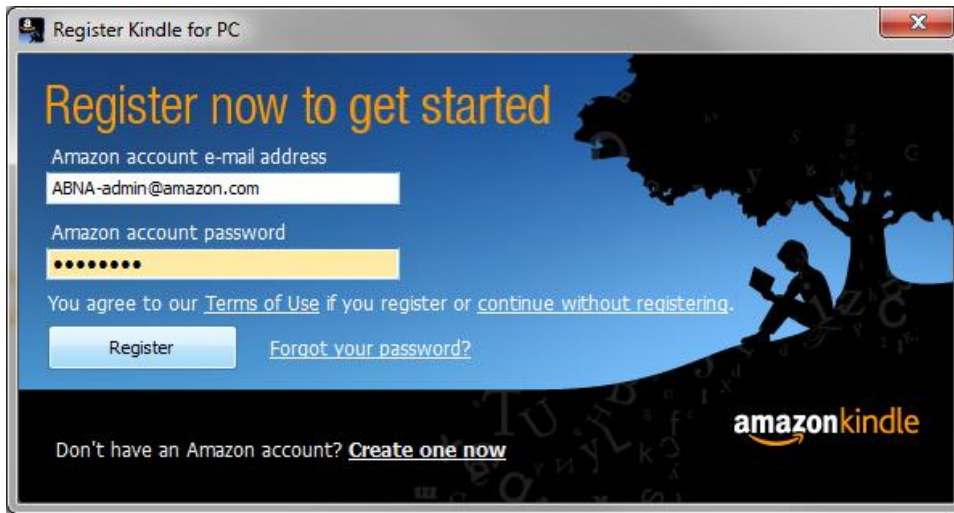 Register Kindle for PC
Register now to get started
Amazon account e-mail address
ABNA-admin@amazon.com
Amazon account password
••••••••
You agree to our Terms of Use if you register or continue without registering.
Register Forgot your password?
amazonkindle
Don't have an Amazon account? Create one now